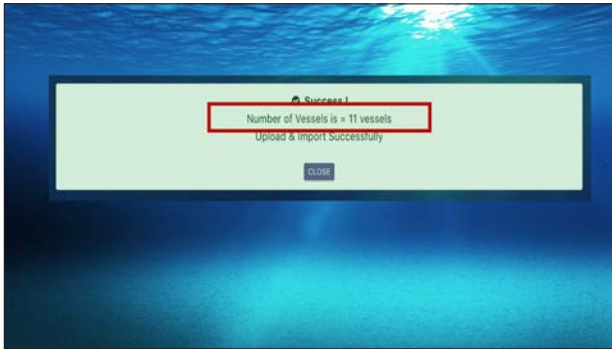 Success !
Number of Vessels is = 11 vessels
Upload & Import Successfully
CLOSE